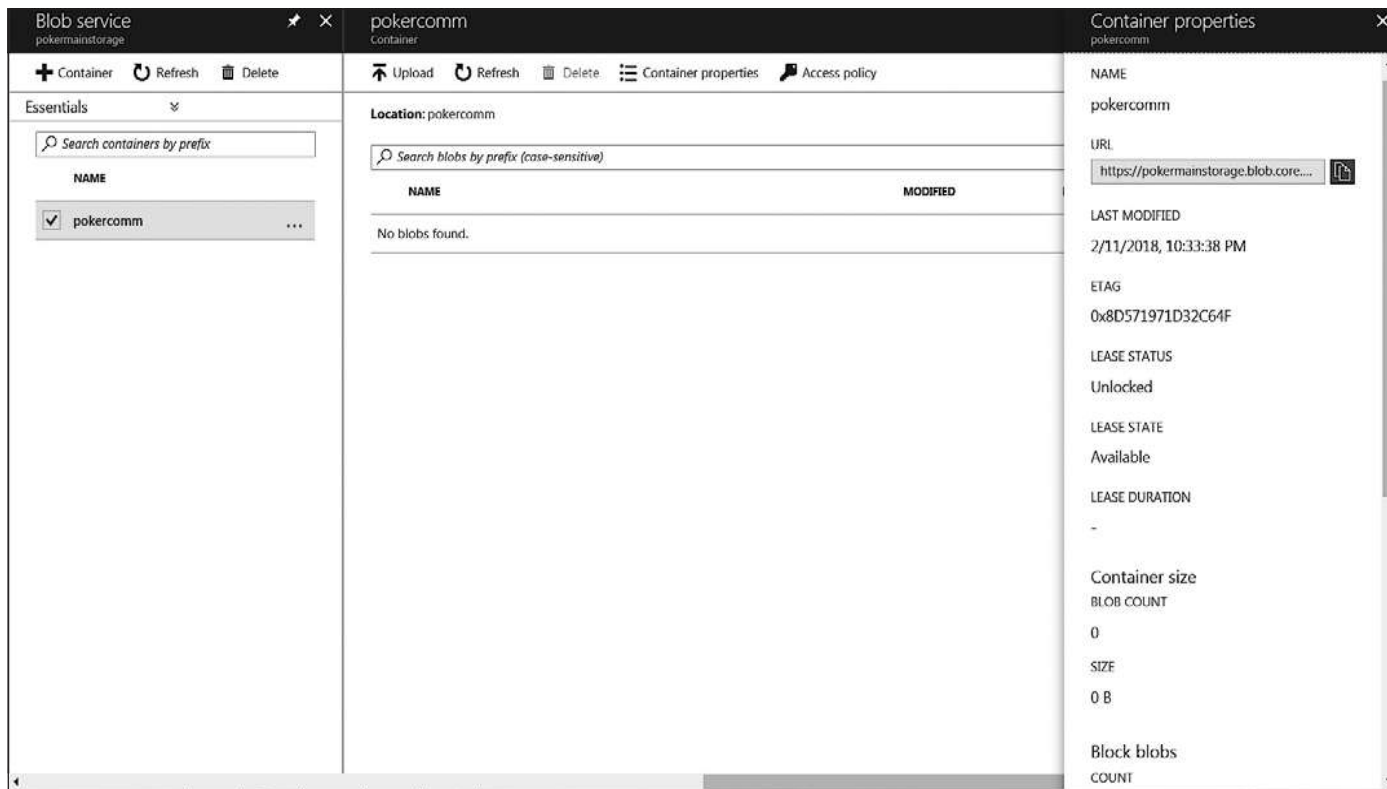 Blob service
pokermainstorage
Container
Refresh
Delete
Essentials
Search containers by prefix
NAME
pokercomm
...
pokercomm
Container
Upload
Refresh
Delete
Container properties
Access policy
Location: pokercomm
Search blobs by prefix (case-sensitive)
NAME
MODIFIED
No blobs found.
Container properties
pokercomm
NAME
pokercomm
URL
https://pokermainstorage.blob.core....
LAST MODIFIED
2/11/2018, 10:33:38 PM
ETAG
0x8D571971D32C64F
LEASE STATUS
Unlocked
LEASE STATE
Available
LEASE DURATION
-
Container size
BLOB COUNT
0
SIZE
0 B
Block blobs
COUNT